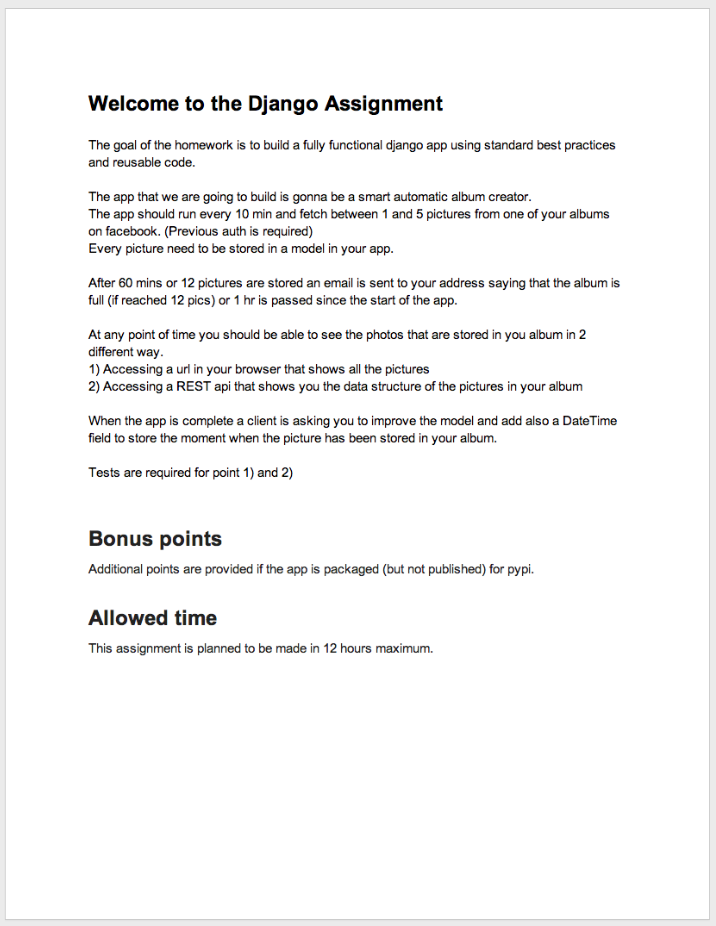 Welcome to the Django Assignment
The goal of the homework is to build a fully functional django app using standard best practices
and reusable code.
The app that we are going to build is gonna be a smart automatic album creator.
The app should run every 10 min and fetch between 1 and 5 pictures from one of your albums
on facebook. (Previous auth is required)
Every picture need to be stored in a model in your app.
After 60 mins or 12 pictures are stored an email is sent to your address saying that the album is
full (if reached 12 pics) or 1 hr is passed since the start of the app.
At any point of time you should be able to see the photos that are stored in you album in 2
different way.
1) Accessing a url in your browser that shows all the pictures
2) Accessing a REST api that shows you the data structure of the pictures in your album
When the app is complete a client is asking you to improve the model and add also a DateTime
field to store the moment when the picture has been stored in your album.
Tests are required for point 1) and 2)
Bonus points
Additional points are provided if the app is packaged (but not published) for pypi.
Allowed time
This assignment is planned to be made in 12 hours maximum.